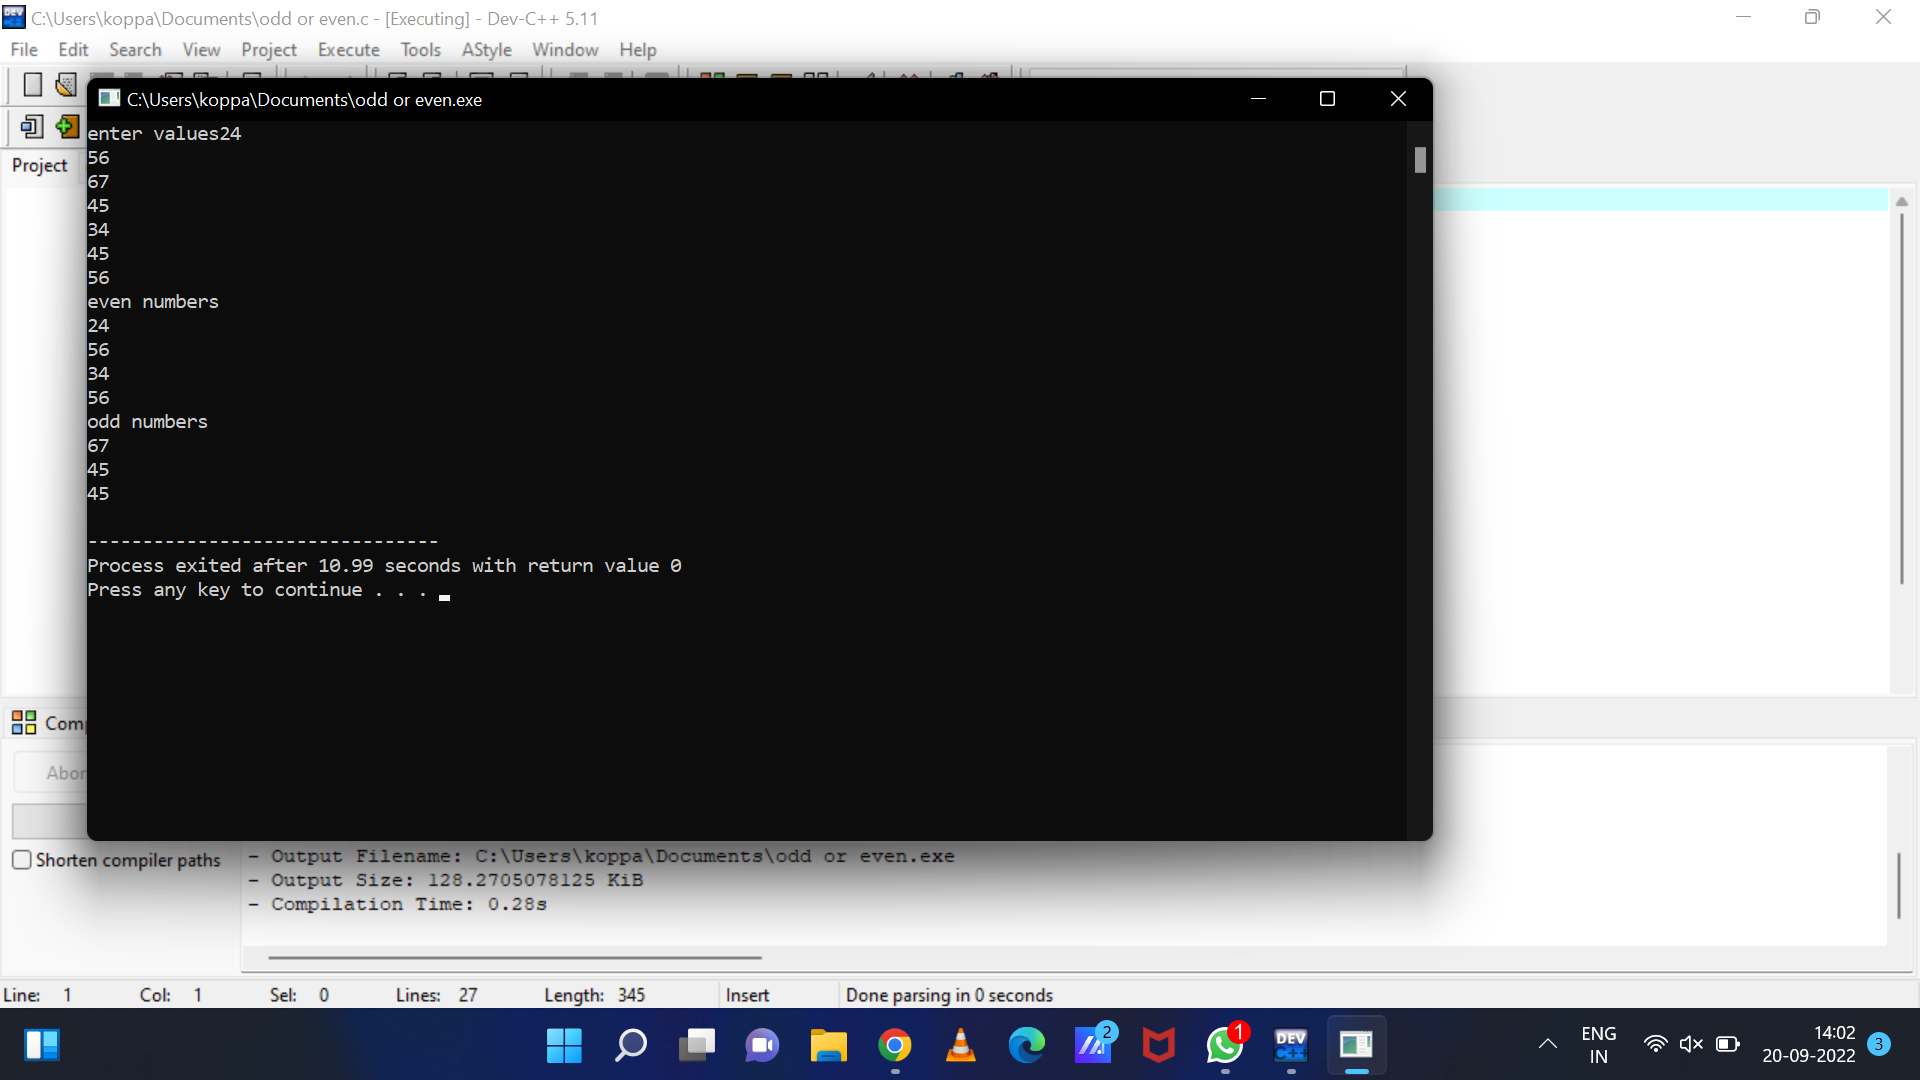 C:\Users\koppa\Documents\odd or even.c - [Executing] - Dev-C++ 5.11
File Edit Search View Project Execute Tools AStyle Window Help
C:\Users\koppa\Documents\odd or even.exe
Project
enter values24
56
67
45
34
45
56
even numbers
24
56
34
56
odd numbers
67
45
45
--------------------------------
Process exited after 10.99 seconds with return value 0
Press any key to continue . . .
Comp
Abor
Shorten compiler paths
- Output Filename: C:\Users\koppa\Documents\odd or even.exe
- Output Size: 128.2705078125 KiB
- Compilation Time: 0.28s
Line: 1 Col: 1 Sel: 0 Lines: 27 Length: 345 Insert Done parsing in 0 seconds
2
1
DEV
C++
ENG
IN
14:02
20-09-2022
3